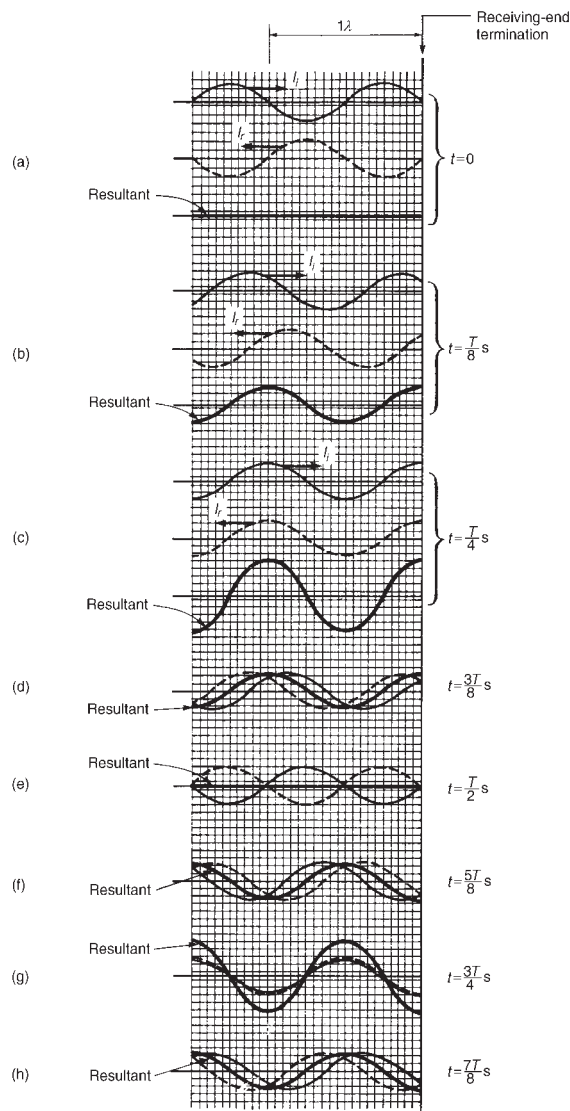 Receiving-end
termination
1λ
I_i
I_r
(a)
t=0
Resultant
I_i
I_r
(b)
t=T/8 s
Resultant
I_i
I_r
(c)
t=T/4 s
Resultant
(d)
t=3T/8 s
Resultant
Resultant
(e)
t=T/2 s
(f)
t=5T/8 s
Resultant
Resultant
(g)
t=3T/4 s
(h)
t=7T/8 s
Resultant